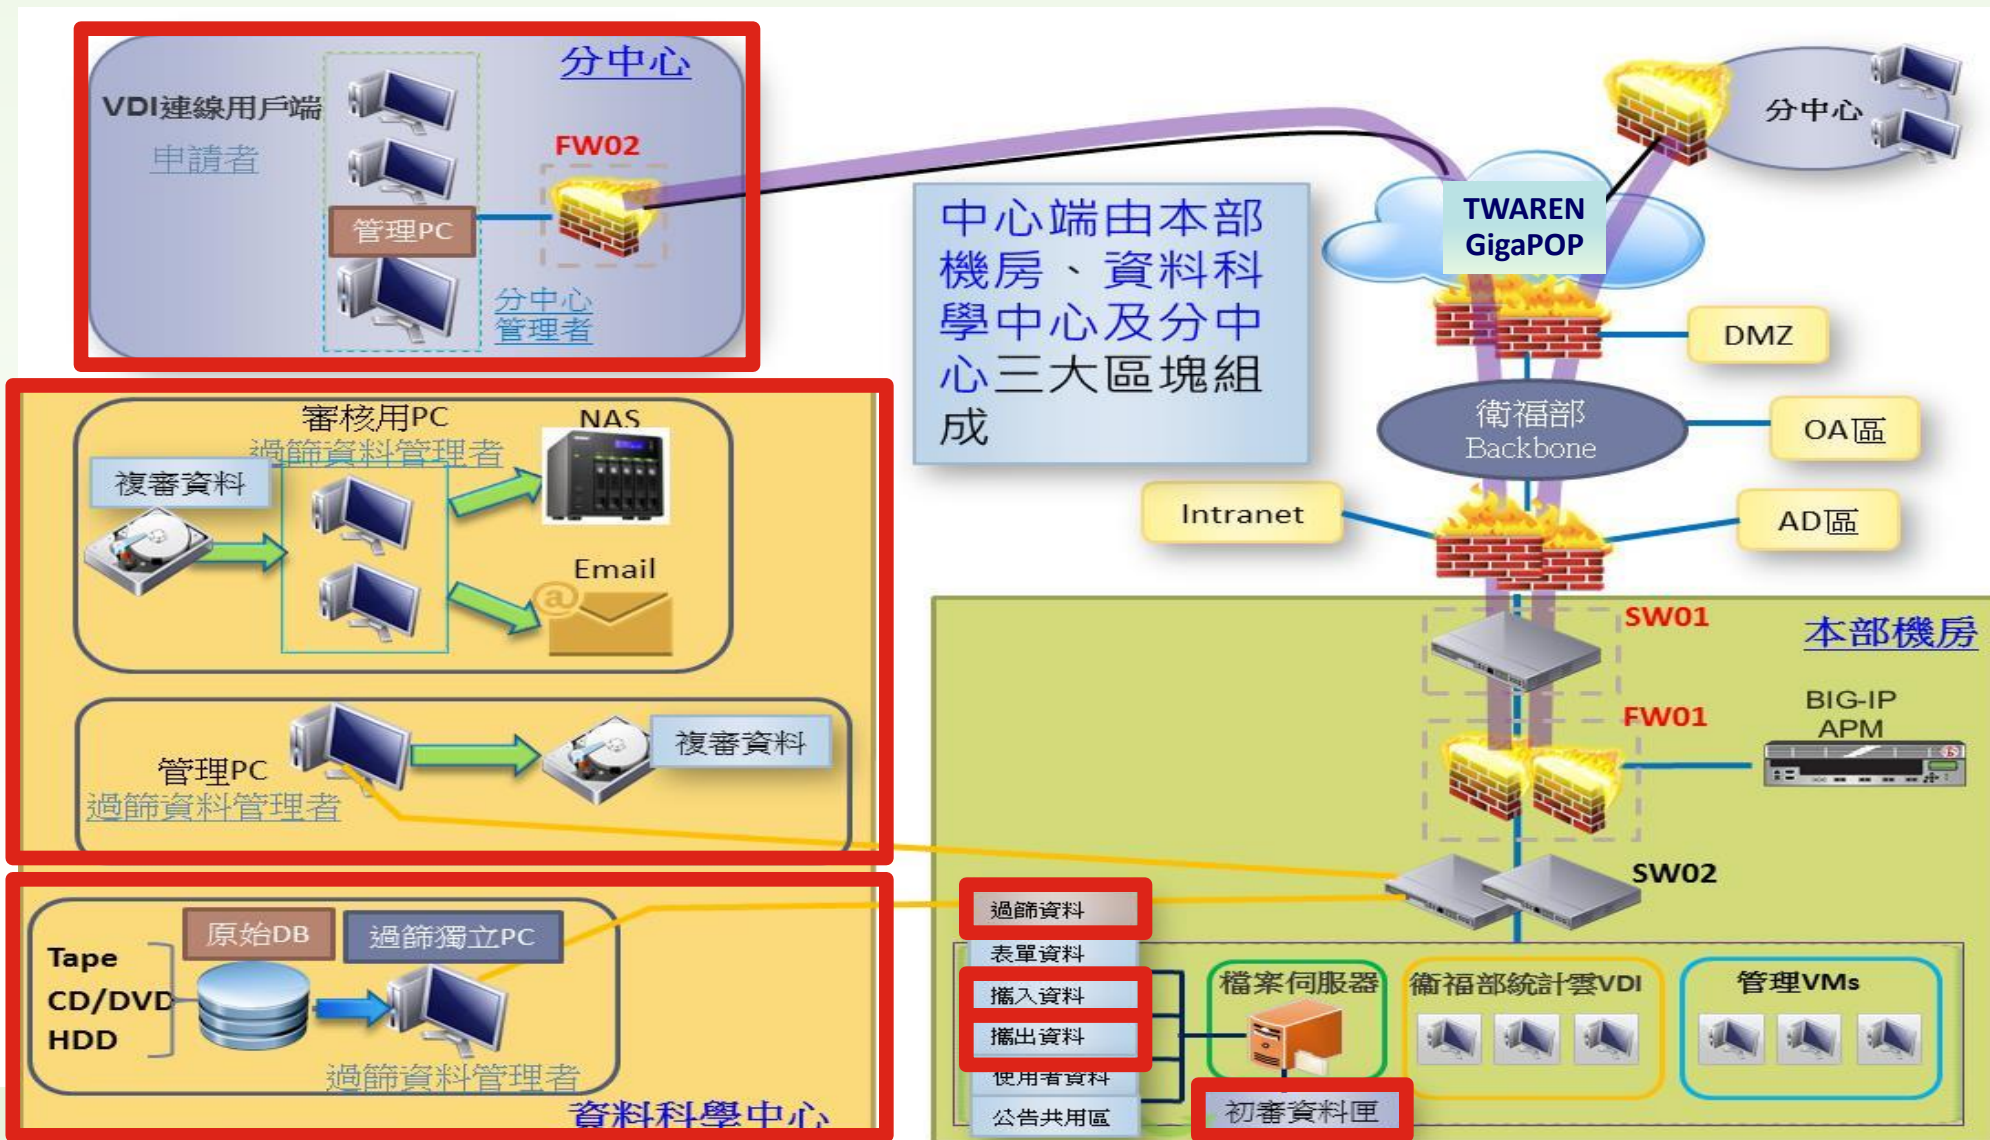 分中心
VDI連線用戶端
申請者
FW02
管理PC
分中心
管理者
分中心
TWAREN
GigaPOP
中心端由本部
機房、資料科
學中心及分中
心三大區塊組
成
DMZ
衛福部
Backbone
OA區
Intranet
AD區
審核用PC
過篩資料管理者
NAS
複審資料
Email
管理PC
過篩資料管理者
複審資料
SW01
本部機房
FW01
BIG-IP
APM
SW02
原始DB
過篩獨立PC
Tape
CD/DVD
HDD
過篩資料管理者
資料科學中心
過篩資料
表單資料
攜入資料
攜出資料
使用者資料
公告共用區
檔案伺服器
初審資料匣
衛福部統計雲VDI
管理VMs